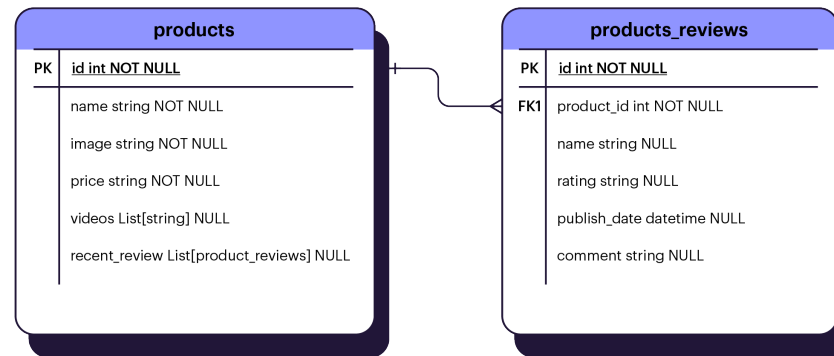 products
PK id int NOT NULL
name string NOT NULL
image string NOT NULL
price string NOT NULL
videos List[string] NULL
recent_review List[product_reviews] NULL
products_reviews
PK id int NOT NULL
FK1 product_id int NOT NULL
name string NULL
rating string NULL
publish_date datetime NULL
comment string NULL